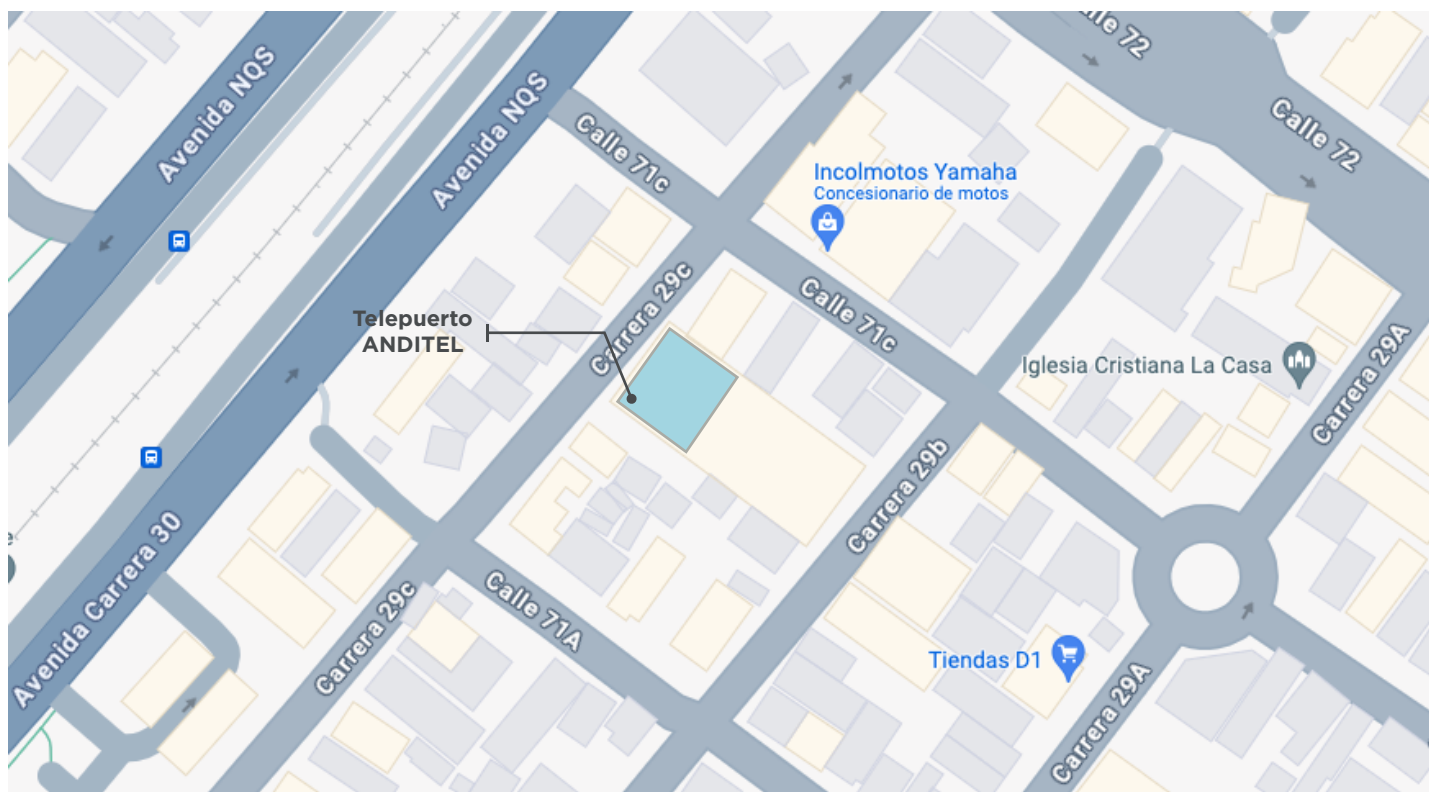 Calle 72
Avenida NQS
Avenida NQS
Calle 72
Calle 71c
Incolmotos Yamaha
Concesionario de motos
Carrera 29c
Calle 71c
Telepuerto
ANDITEL
Iglesia Cristiana La Casa
Carrera 29A
Carrera 29b
Avenida Carrera 30
Carrera 29c
Calle 71A
Tiendas D1
Carrera 29A